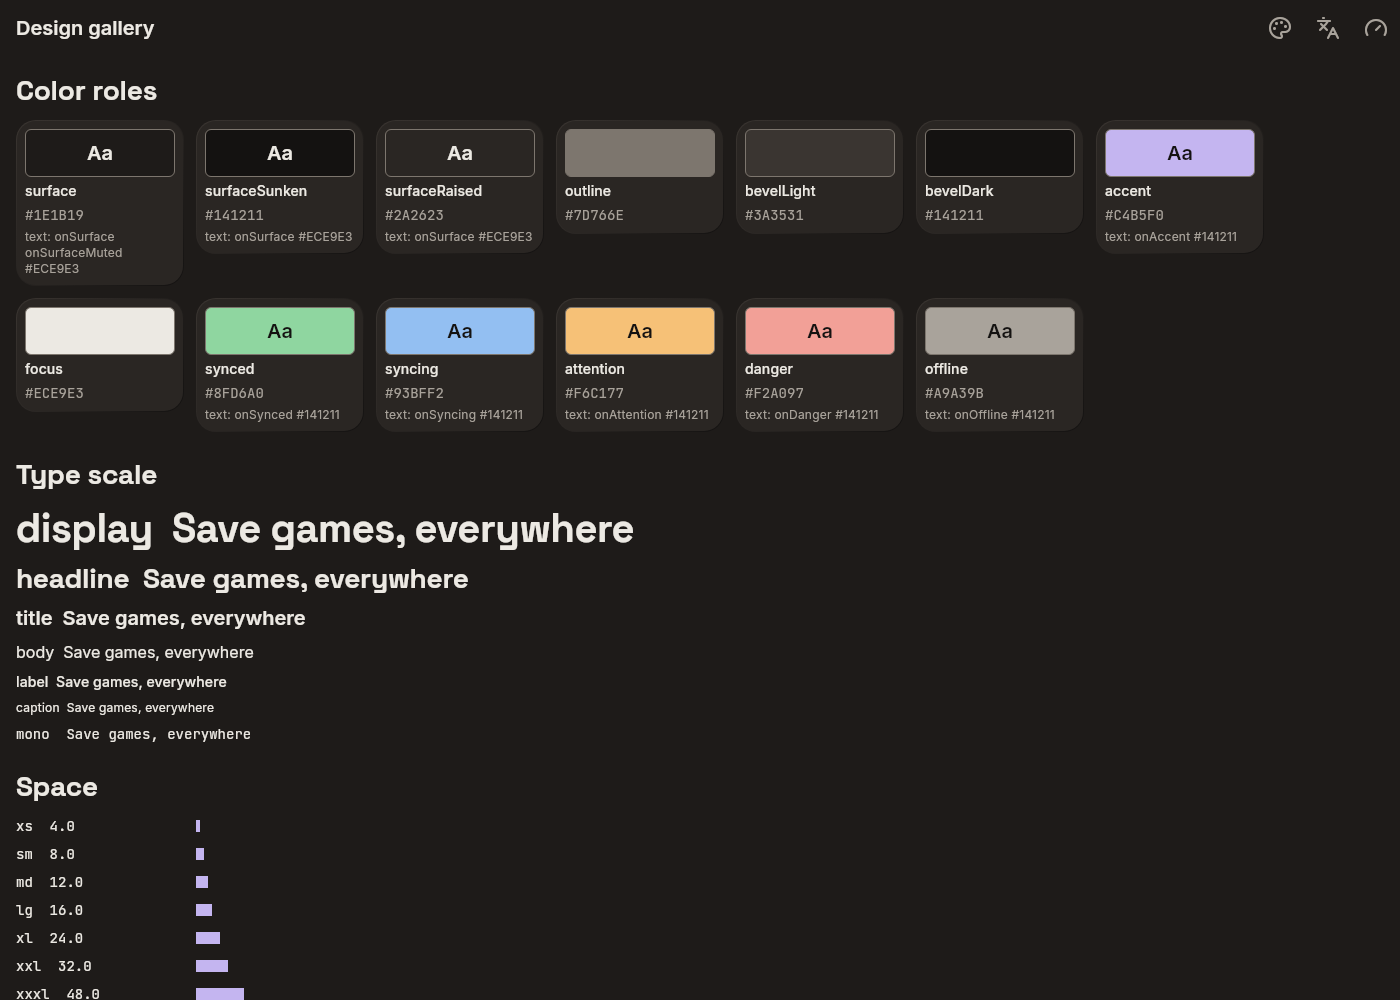 Design gallery
Color roles
Aa
surface
#1E1B19
text: onSurface
onSurfaceMuted
#ECE9E3
Aa
surfaceSunken
#141211
text: onSurface #ECE9E3
Aa
surfaceRaised
#2A2623
text: onSurface #ECE9E3
outline
#7D766E
bevelLight
#3A3531
bevelDark
#141211
Aa
accent
#C4B5F0
text: onAccent #141211
focus
#ECE9E3
Aa
synced
#8FD6A0
text: onSynced #141211
Aa
syncing
#93BFF2
text: onSyncing #141211
Aa
attention
#F6C177
text: onAttention #141211
Aa
danger
#F2A097
text: onDanger #141211
Aa
offline
#A9A39B
text: onOffline #141211
Type scale
display Save games, everywhere
headline Save games, everywhere
title Save games, everywhere
body Save games, everywhere
label Save games, everywhere
caption Save games, everywhere
mono Save games, everywhere
Space
xs 4.0
sm 8.0
md 12.0
lg 16.0
xl 24.0
xxl 32.0
xxxl 48.0